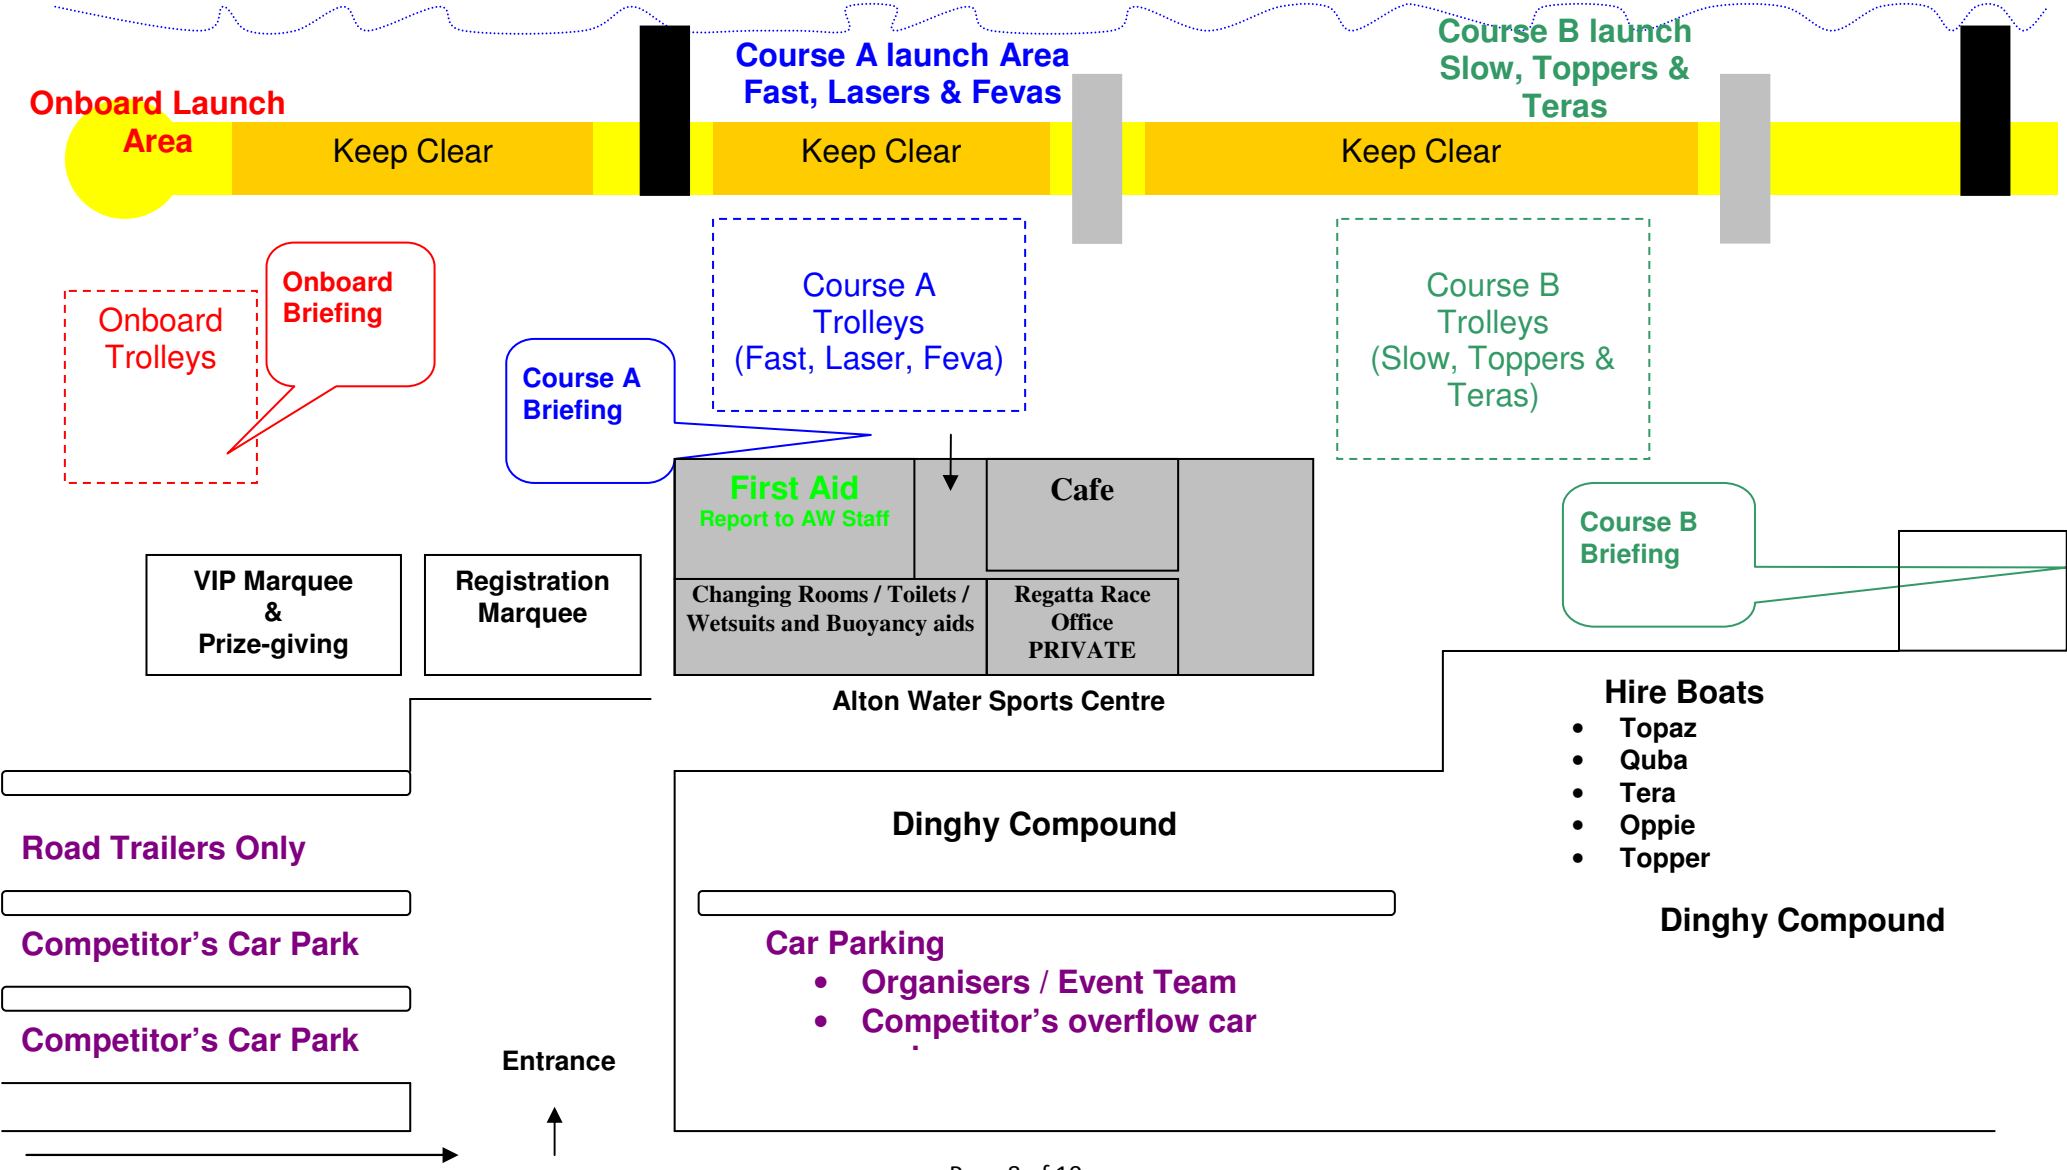 Course A launch Area
Fast, Lasers & Fevas
Course B launch
Slow, Toppers &
Teras
Onboard Launch
Area
Keep Clear
Keep Clear
Keep Clear
Onboard
Trolleys
Onboard
Briefing
Course A
Briefing
Course A
Trolleys
(Fast, Laser, Feva)
Course B
Trolleys
(Slow, Toppers &
Teras)
Course B
Briefing
First Aid
Report to AW Staff
Cafe
Changing Rooms / Toilets /
Wetsuits and Buoyancy aids
Regatta Race
Office
PRIVATE
VIP Marquee
&
Prize-giving
Registration
Marquee
Alton Water Sports Centre
Hire Boats
• Topaz
• Quba
• Tera
• Oppie
• Topper
Dinghy Compound
Dinghy Compound
Road Trailers Only
Competitor's Car Park
Competitor's Car Park
Car Parking
• Organisers / Event Team
• Competitor's overflow car
Entrance